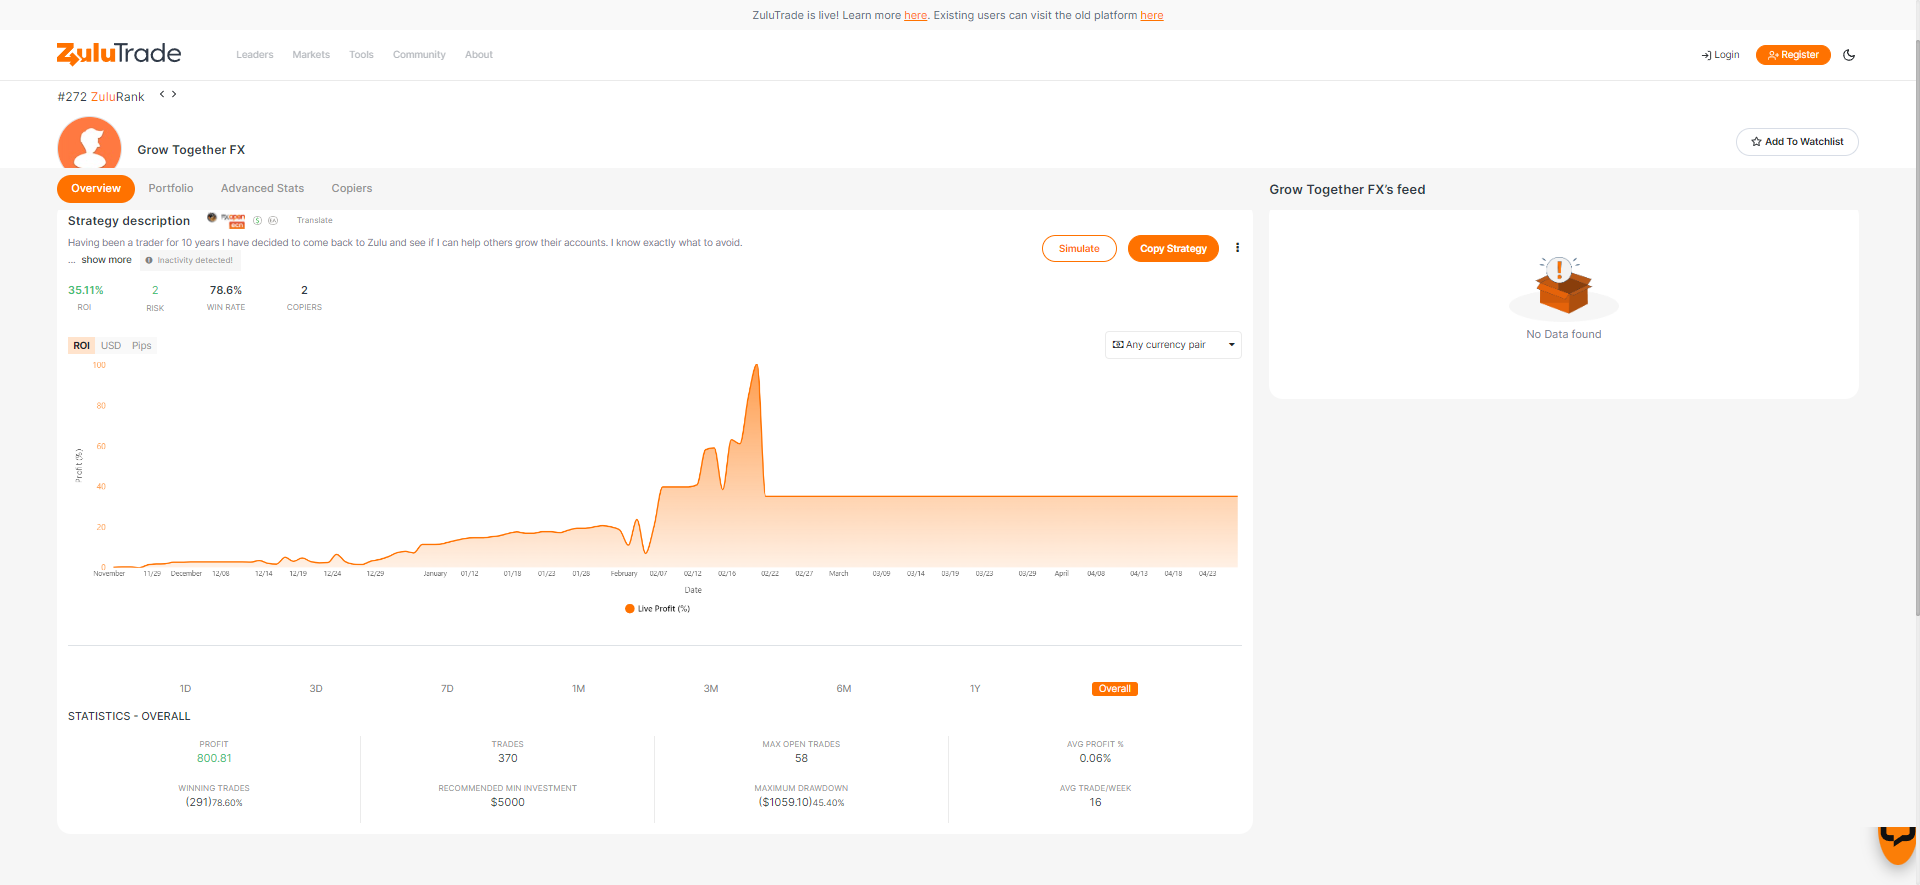 ZuluTrade is live! Learn more here. Existing users can visit the old platform here
ZuluTrade
Leaders
Markets
Tools
Community
About
Login
Register
#272 ZuluRank
Grow Together FX
Add To Watchlist
Overview
Portfolio
Advanced Stats
Copiers
Grow Together FX's feed
Strategy description
Translate
Having been a trader for 10 years I have decided to come back to Zulu and see if I can help others grow their accounts. I know exactly what to avoid.
... show more
Inactivity detected!
Simulate
Copy Strategy
35.11%
2
78.6%
2
ROI
RISK
WIN RATE
COPIERS
No Data found
ROI
USD
Pips
Any currency pair
100
80
60
40
20
0
Profit (%)
November 11/29 December 12/08 12/14 12/19 12/24 12/29 January 01/12 01/18 01/23 01/28 February 02/07 02/12 02/16 02/22 02/27 March 03/09 03/14 03/19 03/23 03/29 April 04/08 04/13 04/18 04/23
Date
Live Profit (%)
1D
3D
7D
1M
3M
6M
1Y
Overall
STATISTICS - OVERALL
PROFIT
800.81
TRADES
370
MAX OPEN TRADES
58
AVG PROFIT %
0.06%
WINNING TRADES
(291)78.60%
RECOMMENDED MIN INVESTMENT
$5000
MAXIMUM DRAWDOWN
($1059.10)45.40%
AVG TRADE/WEEK
16